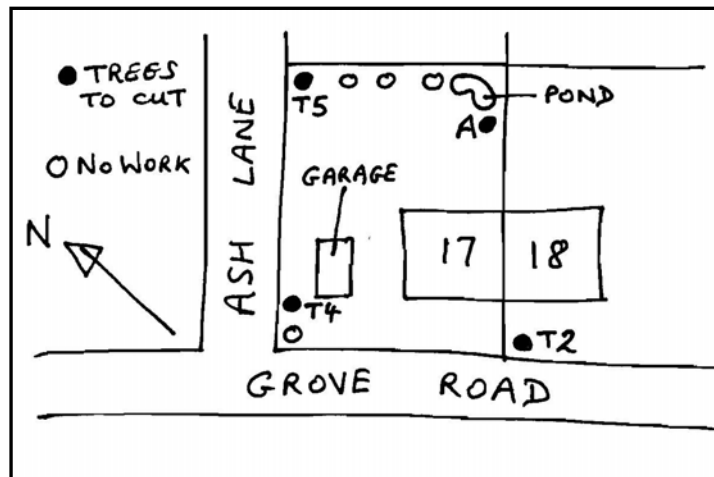 TREES
TO CUT
T5
POND
A
NO WORK
GARAGE
N
ASH LANE
17
18
T4
T2
GROVE ROAD